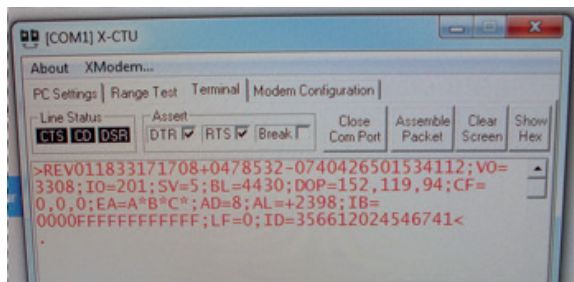 [COM1] X-CTU
About XModem...
PC Settings Range Test Terminal Modem Configuration
Line Status Assert
CTS CD DSR DTR RTS Break
Close Com Port
Assemble Packet
Clear Screen
Show Hex
>REV011833171708+0478532-0740426501534112;VO=
3308;IO=201;SV=5;BL=4430;DOP=152,119,94;CF=
0,0,0;EA=A*B*C*;AD=8;AL=+2398;IB=
0000FFFFFFFFFFFF;LF=0;ID=356612024546741<
.